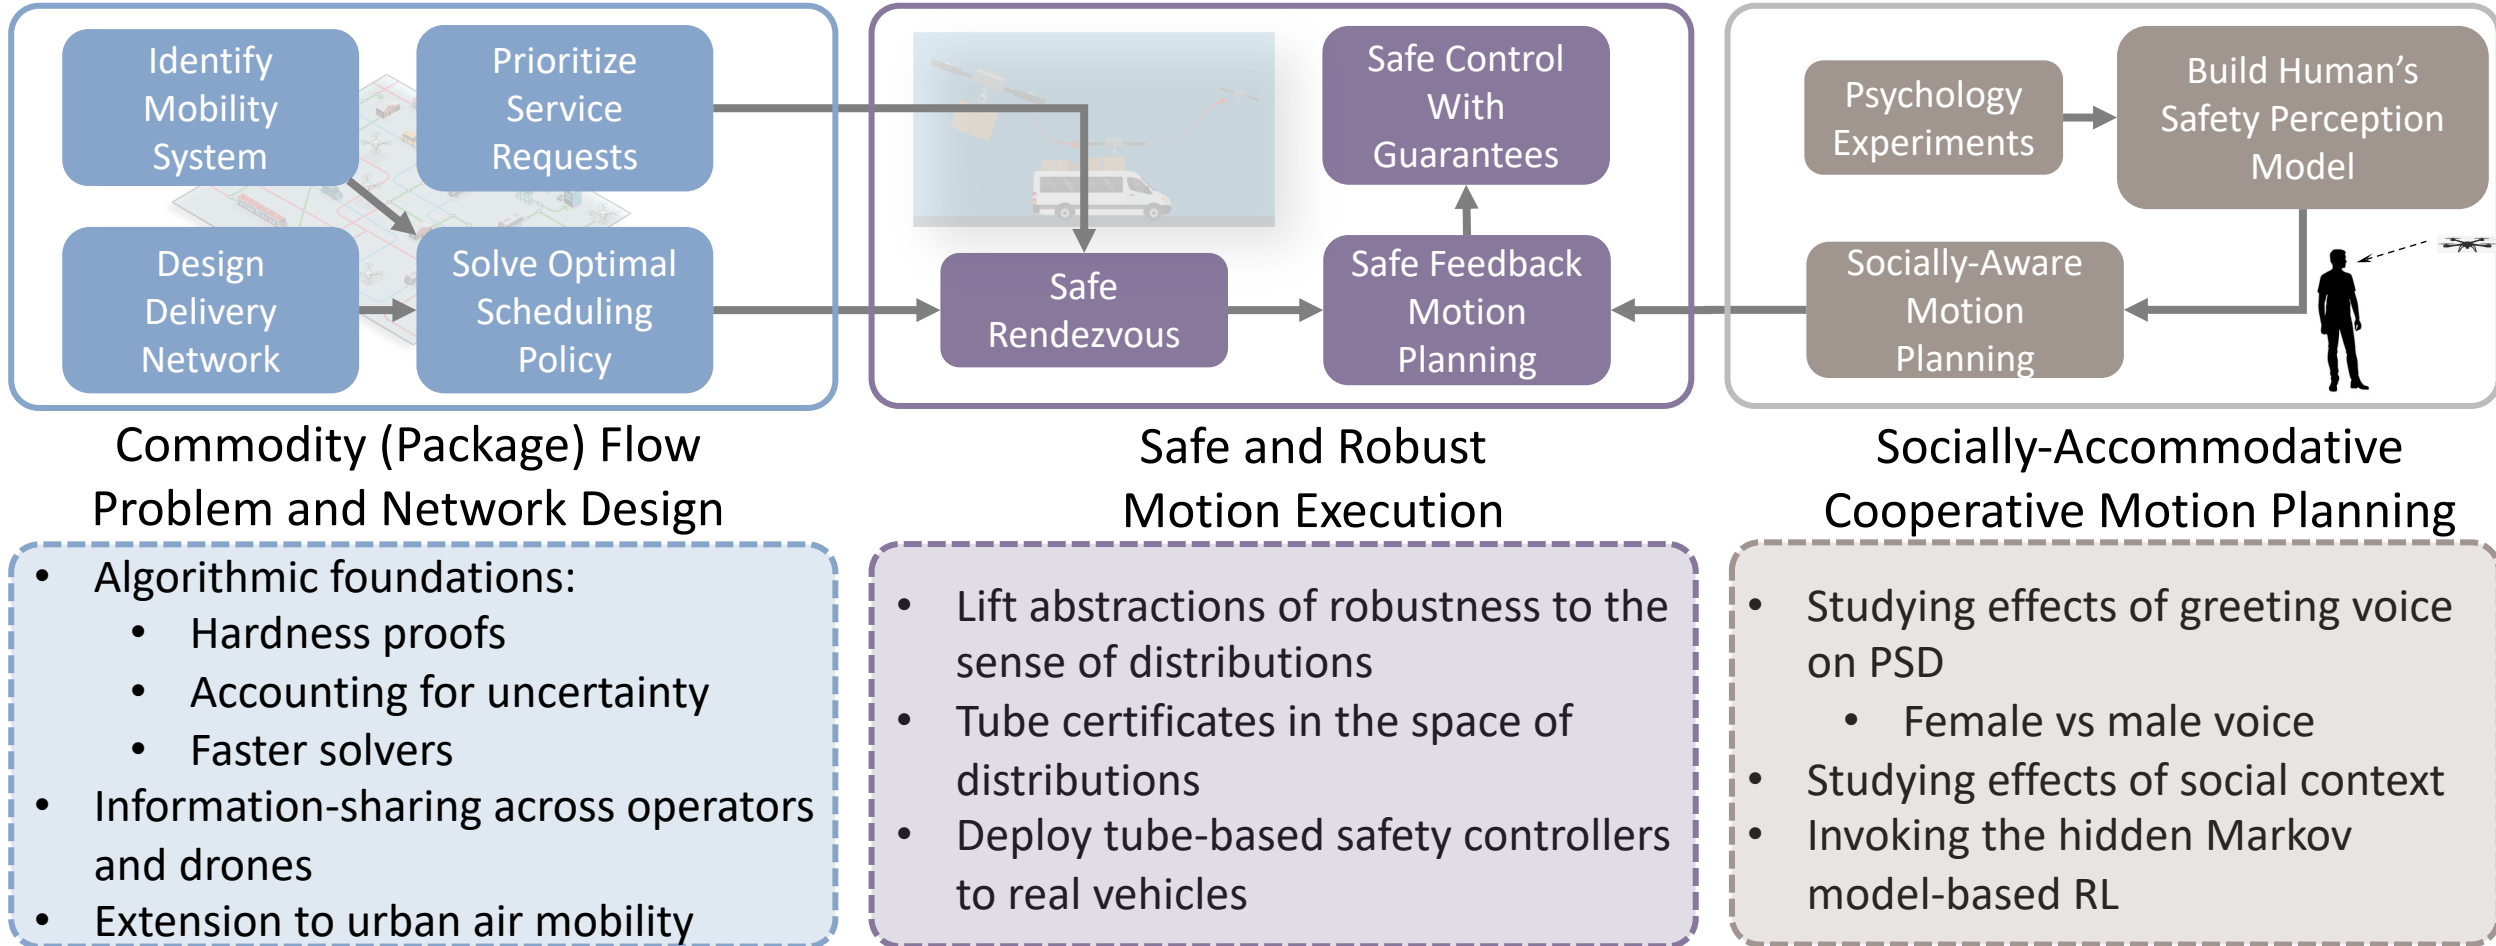 Identify
Mobility
System
Prioritize
Service
Requests
Design
Delivery
Network
Solve Optimal
Scheduling
Policy
Safe Control
With
Guarantees
Safe
Rendezvous
Safe Feedback
Motion
Planning
Psychology
Experiments
Build Human’s
Safety Perception
Model
Socially-Aware
Motion
Planning
Commodity (Package) Flow
Problem and Network Design
Safe and Robust
Motion Execution
Socially-Accommodative
Cooperative Motion Planning
• Algorithmic foundations:
• Hardness proofs
• Accounting for uncertainty
• Faster solvers
• Information-sharing across operators
and drones
• Extension to urban air mobility
• Lift abstractions of robustness to the
sense of distributions
• Tube certificates in the space of
distributions
• Deploy tube-based safety controllers
to real vehicles
• Studying effects of greeting voice
on PSD
• Female vs male voice
• Studying effects of social context
• Invoking the hidden Markov
model-based RL